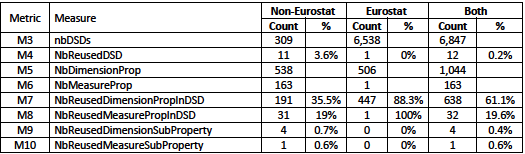 Metric Measure Non-Eurostat Eurostat Both
Count % Count % Count %
M3 nbDSDs 309 6,538 6,847
M4 NbReusedDSD 11 3.6% 1 0% 12 0.2%
M5 NbDimensionProp 538 506 1,044
M6 NbMeasureProp 163 1 163
M7 NbReusedDimensionPropInDSD 191 35.5% 447 88.3% 638 61.1%
M8 NbReusedMeasurePropInDSD 31 19% 1 100% 32 19.6%
M9 NbReusedDimensionSubProperty 4 0.7% 0 0% 4 0.4%
M10 NbReusedMeasureSubProperty 1 0.6% 0 0% 1 0.6%